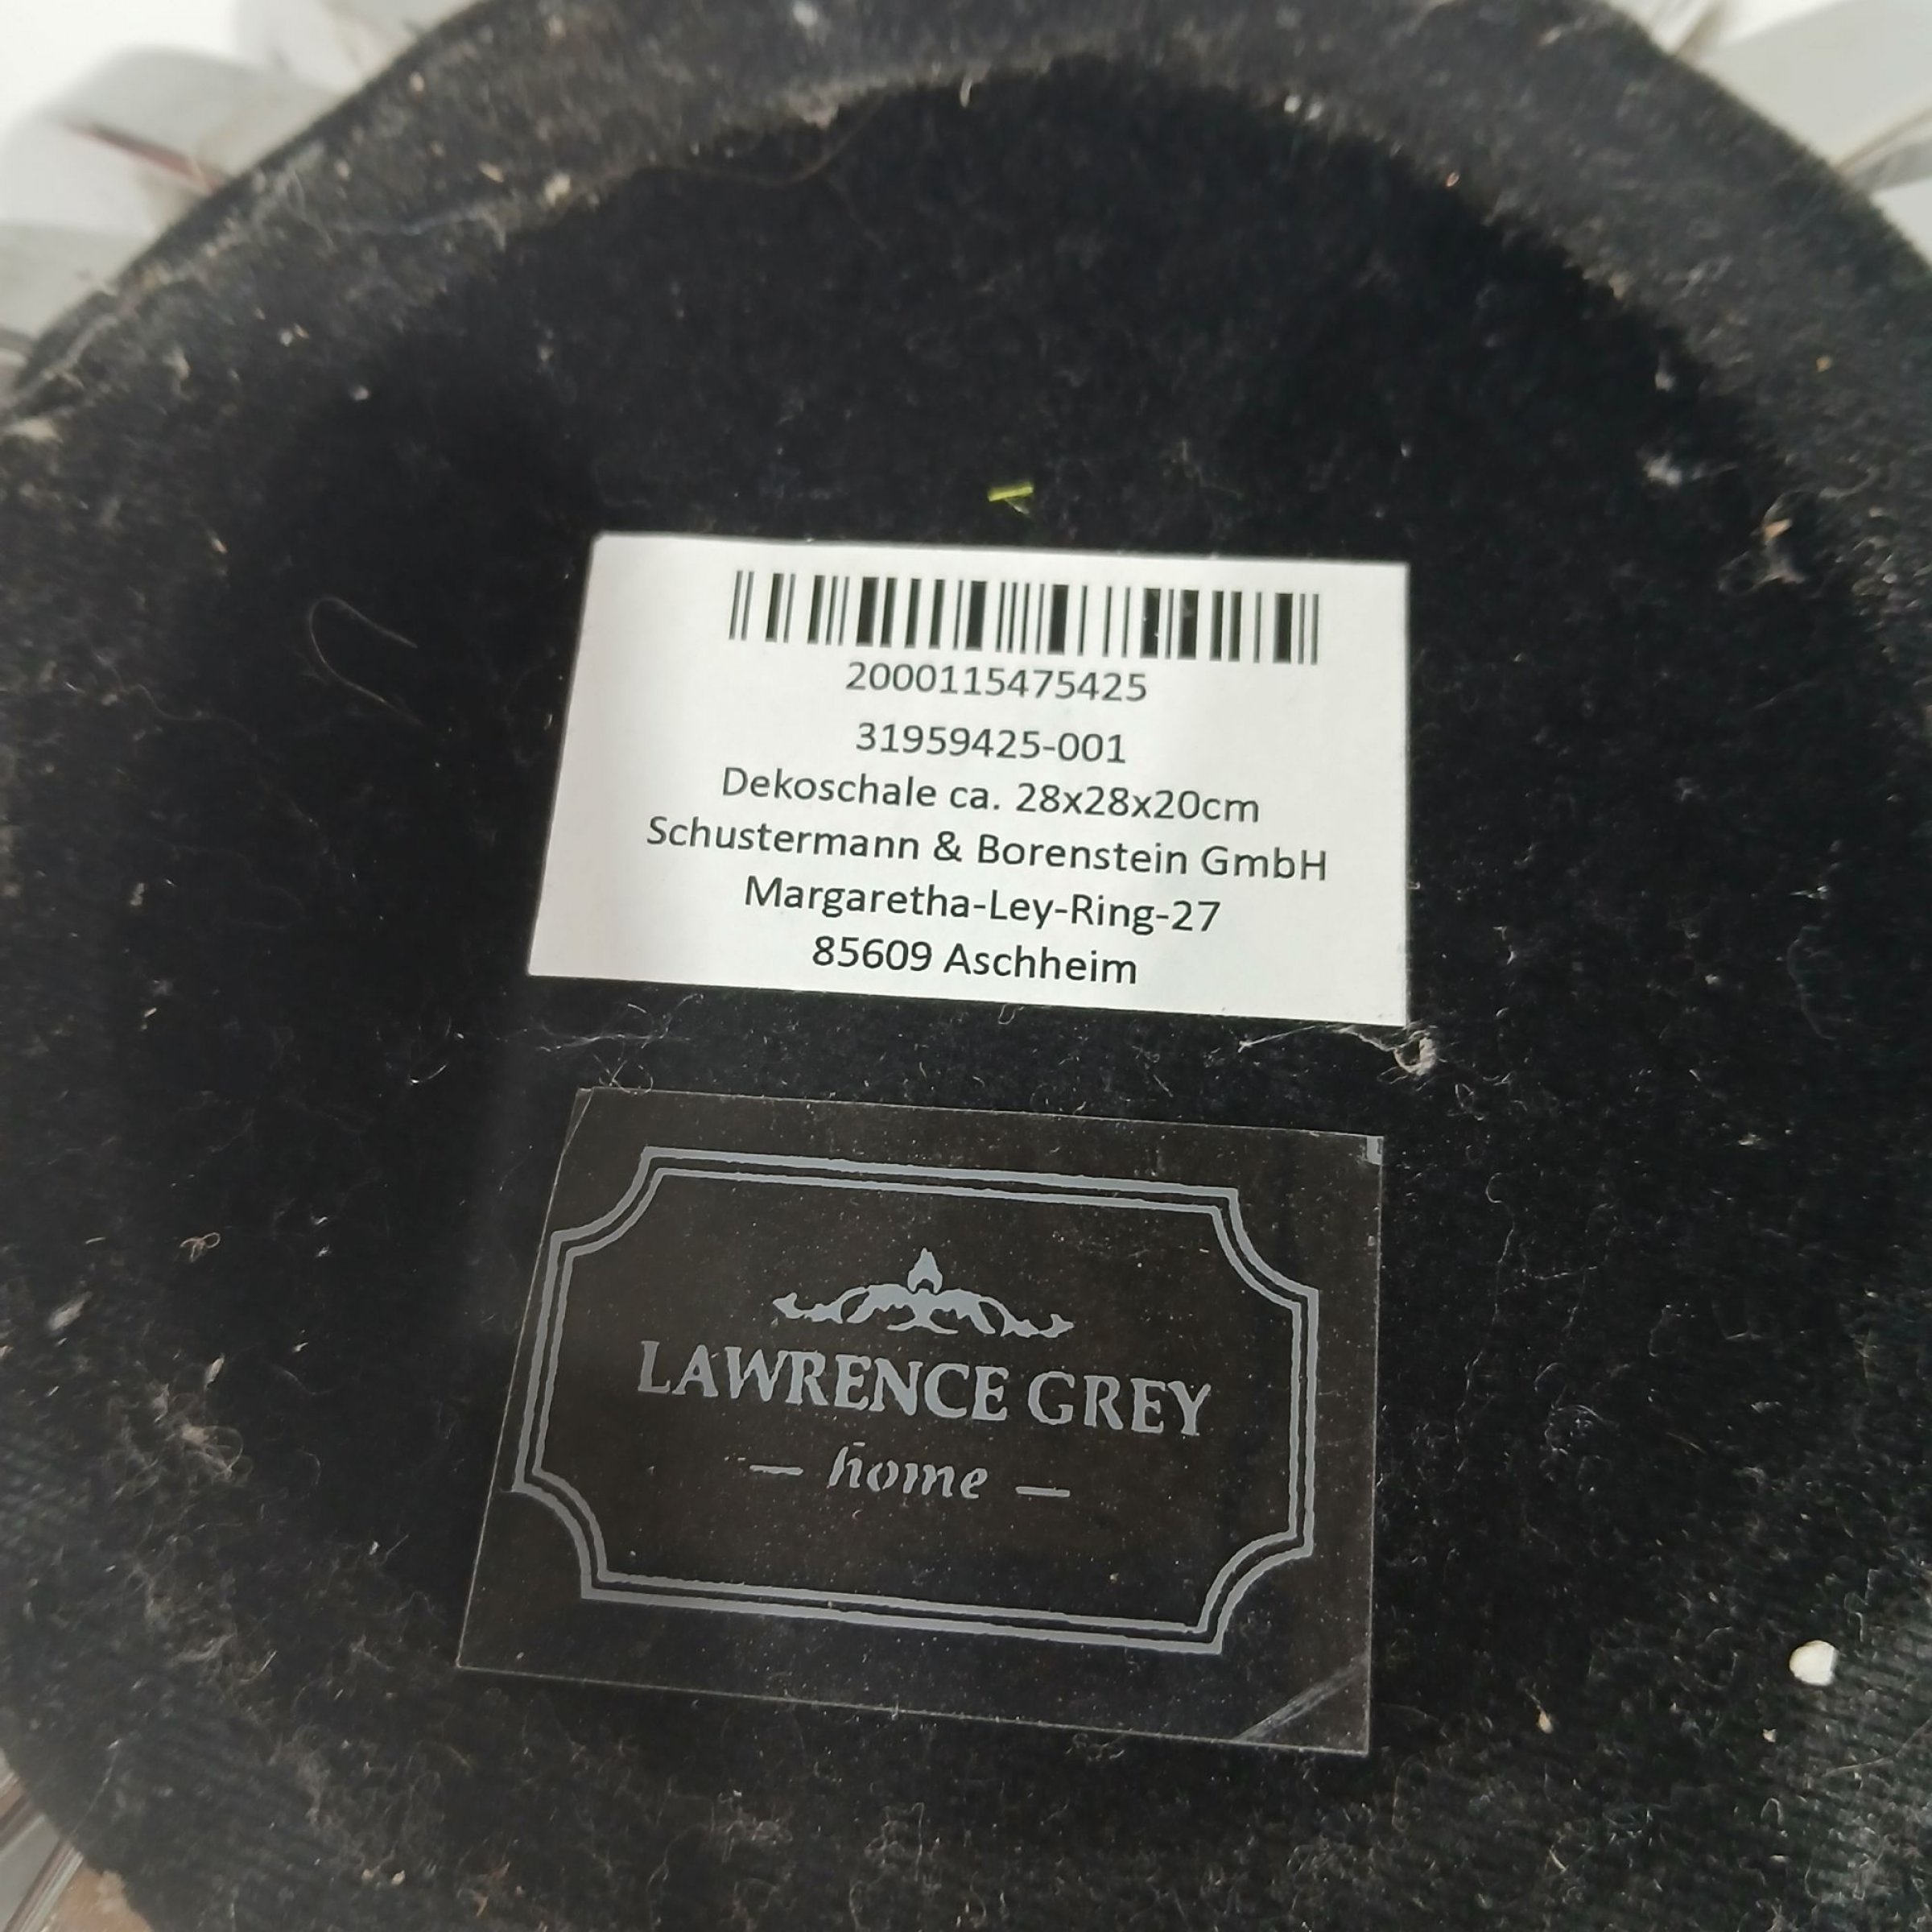 2000115475425
31959425-001
Dekoschale ca. 28x28x20cm
Schustermann & Borenstein GmbH
Margaretha-Ley-Ring-27
85609 Aschheim
LAWRENCE GREY
— home —